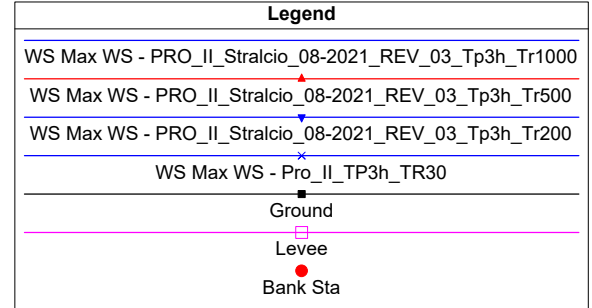 Legend
WS Max WS - PRO_II_Stralcio_08-2021_REV_03_Tp3h_Tr1000
WS Max WS - PRO_II_Stralcio_08-2021_REV_03_Tp3h_Tr500
WS Max WS - PRO_II_Stralcio_08-2021_REV_03_Tp3h_Tr200
WS Max WS - Pro_II_TP3h_TR30
Ground
Levee
Bank Sta